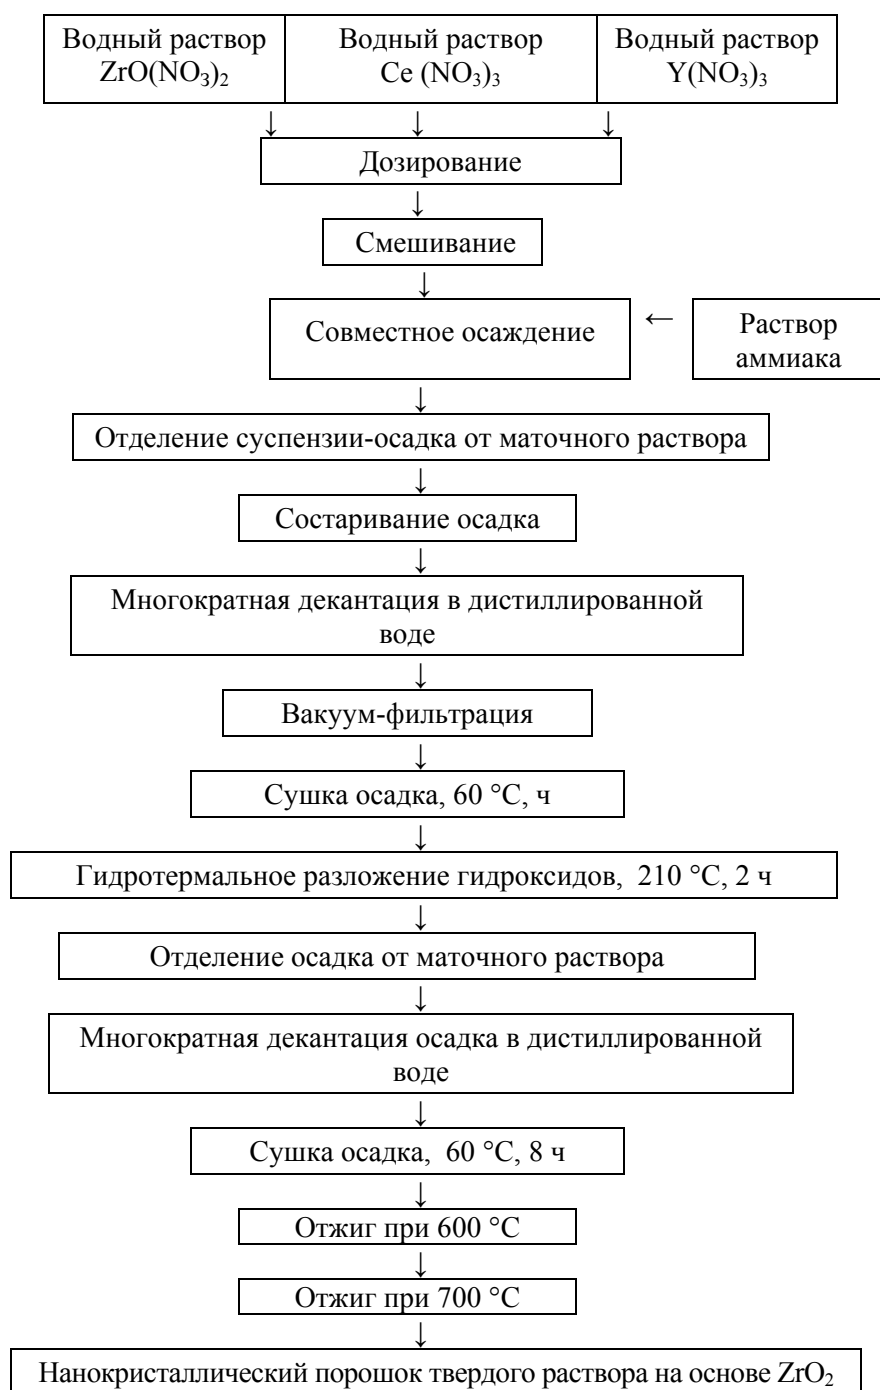 Водный раствор
ZrO(NO₃)₂
Водный раствор
Ce (NO₃)₃
Водный раствор
Y(NO₃)₃
↓ ↓ ↓
Дозирование
↓
Смешивание
↓
Совместное осаждение
←
Раствор
аммиака
↓
Отделение суспензии-осадка от маточного раствора
↓
Состаривание осадка
↓
Многократная декантация в дистиллированной
воде
↓
Вакуум-фильтрация
↓
Сушка осадка, 60 °С, ч
↓
Гидротермальное разложение гидроксидов, 210 °С, 2 ч
↓
Отделение осадка от маточного раствора
↓
Многократная декантация осадка в дистиллированной
воде
↓
Сушка осадка, 60 °С, 8 ч
↓
Отжиг при 600 °С
↓
Отжиг при 700 °С
↓
Нанокристаллический порошок твердого раствора на основе ZrO₂